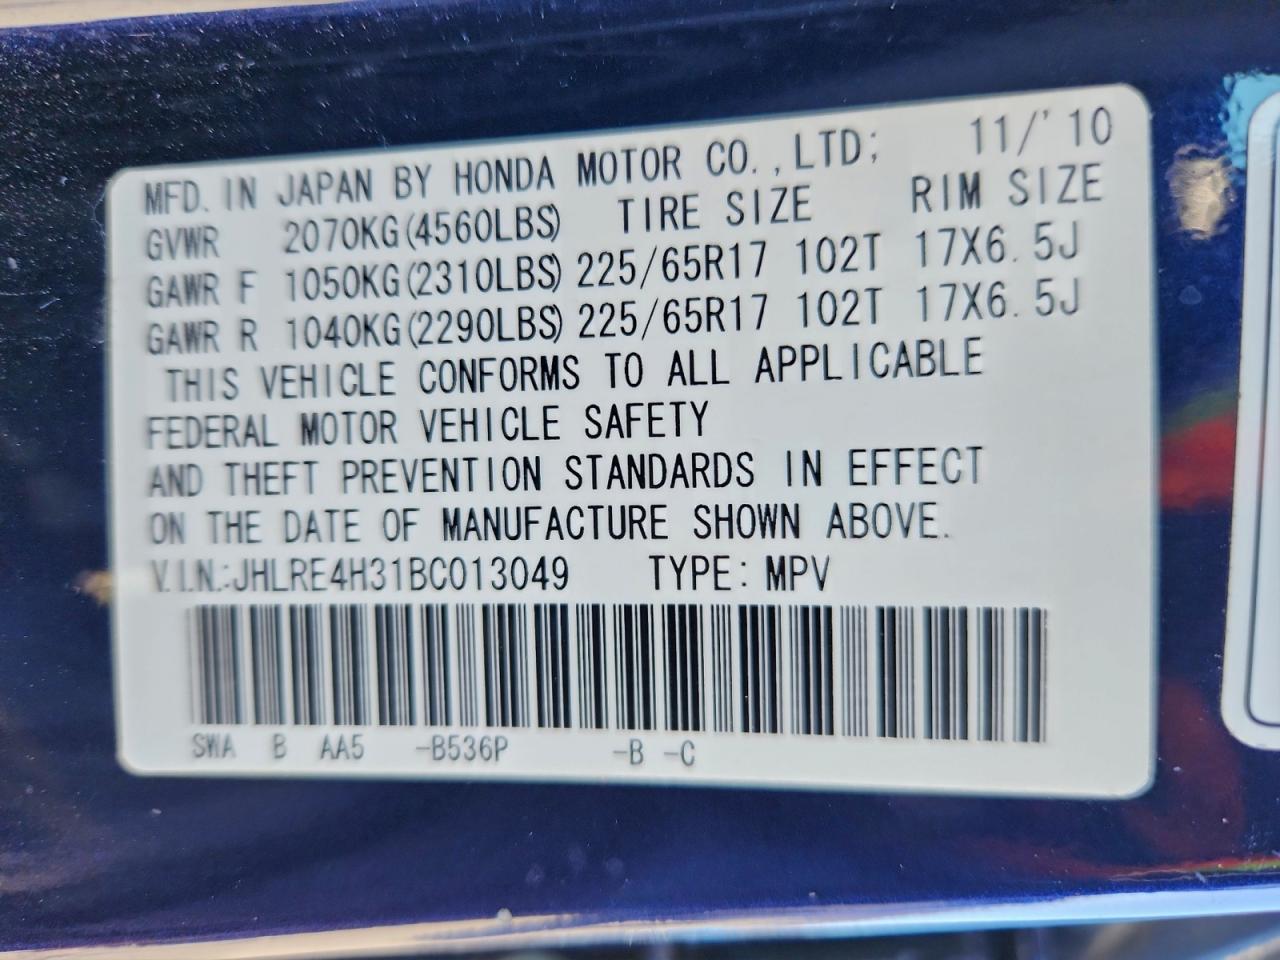 MFD. IN JAPAN BY HONDA MOTOR CO., LTD; 11/'10
GVWR 2070KG(4560LBS) TIRE SIZE RIM SIZE
GAWR F 1050KG(2310LBS) 225/65R17 102T 17X6.5J
GAWR R 1040KG(2290LBS) 225/65R17 102T 17X6.5J
THIS VEHICLE CONFORMS TO ALL APPLICABLE
FEDERAL MOTOR VEHICLE SAFETY
AND THEFT PREVENTION STANDARDS IN EFFECT
ON THE DATE OF MANUFACTURE SHOWN ABOVE.
V.I.N.:JHLRE4H31BC013049 TYPE: MPV
SWA B AA5 -B536P -B -C